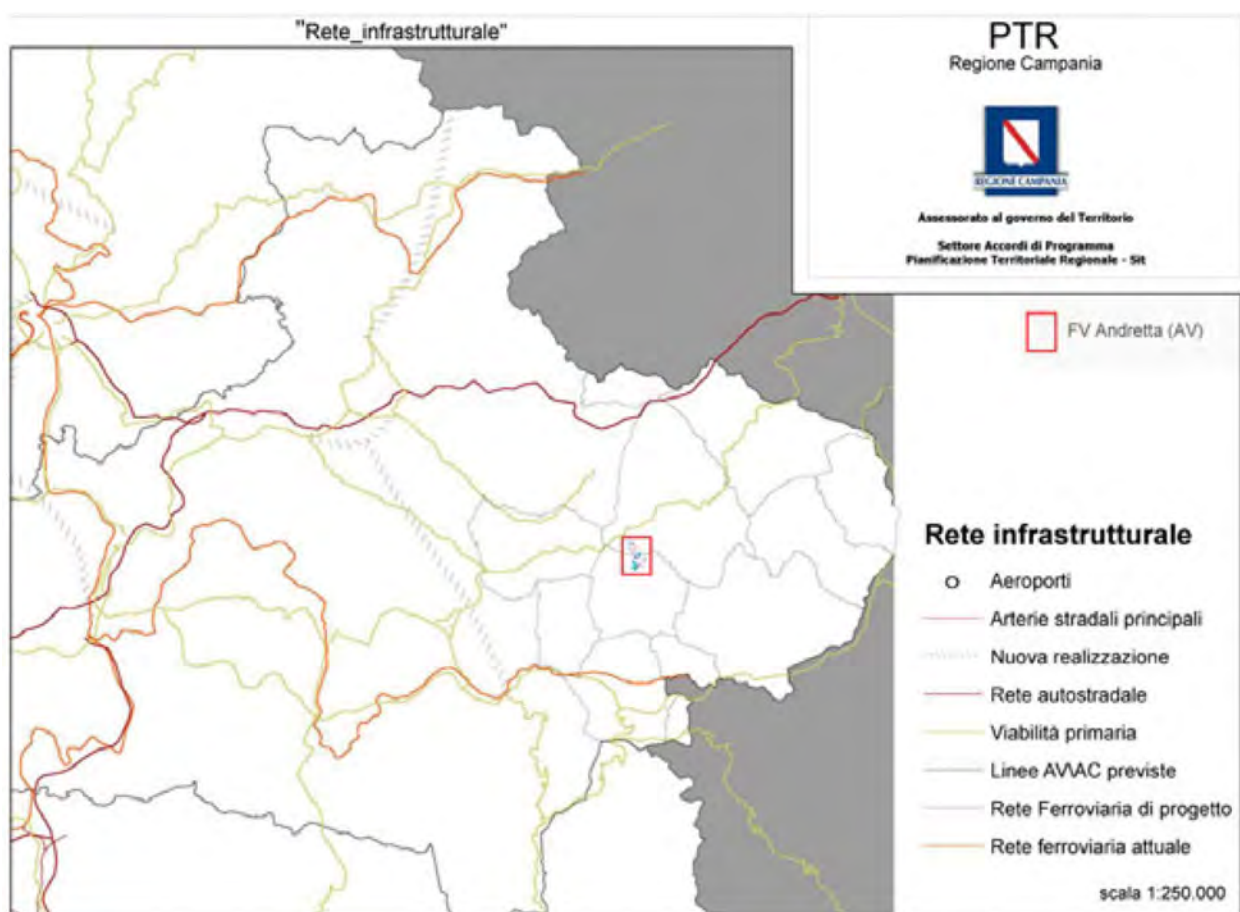 "Rete_infrastrutturale"
PTR
Regione Campania
REGIONE CAMPANIA
Assessorato al governo del Territorio
Settore Accordi di Programma
Pianificazione Territoriale Regionale - Sit
FV Andretta (AV)
Rete infrastrutturale
Aeroporti
Arterie stradali principali
Nuova realizzazione
Rete autostradale
Viabilità primaria
Linee AV\AC previste
Rete Ferroviaria di progetto
Rete ferroviaria attuale
scala 1:250.000